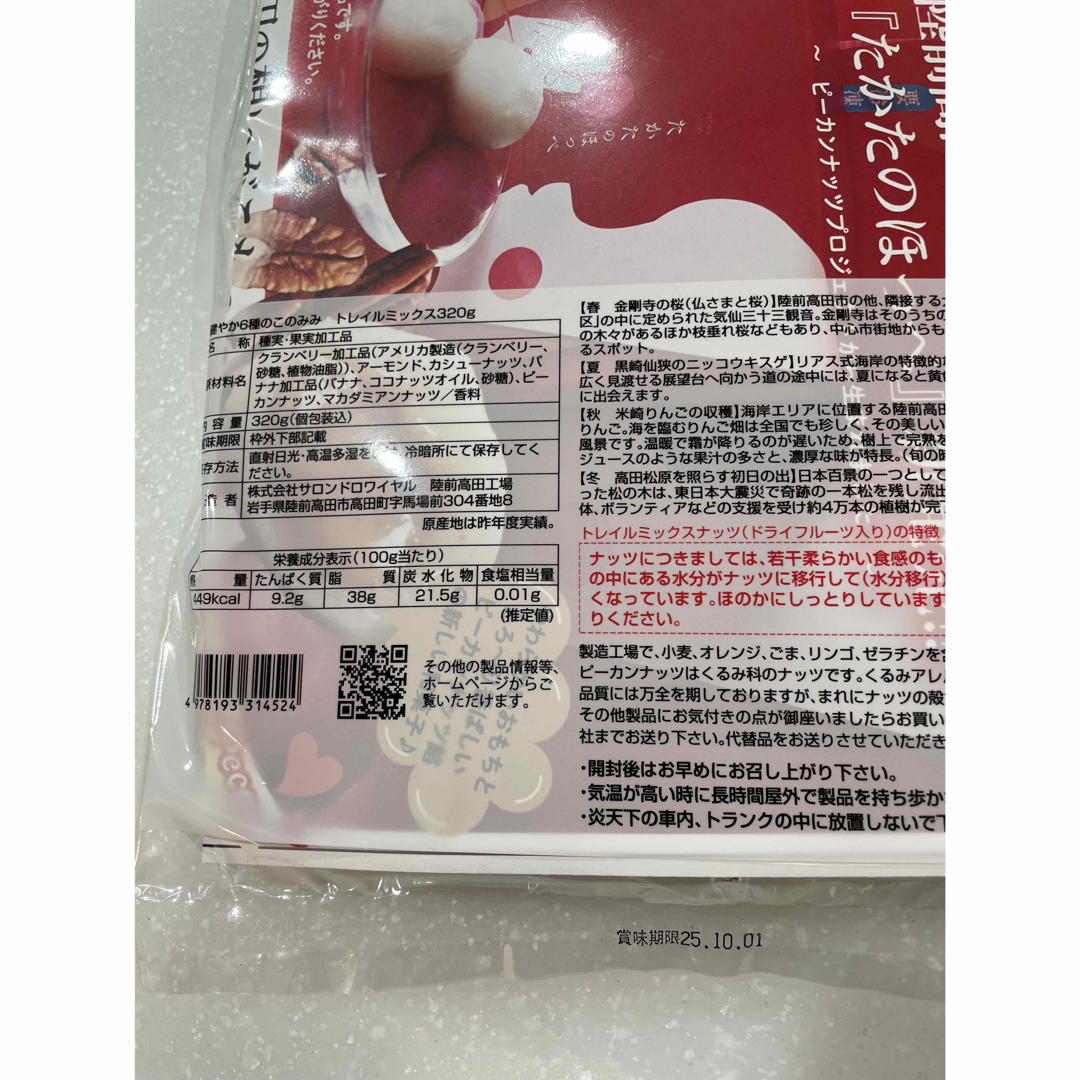 品です。
がりください。
『たかたのほ
～ ピーカンナッツプロジェ
要冷凍
たかたのほっぺ
健やか6種のこのみみ トレイルミックス320g
名 称 種実・果実加工品
原材料名 クランベリー加工品(アメリカ製造(クランベリー、
砂糖、植物油脂))、アーモンド、カシューナッツ、バ
ナナ加工品(バナナ、ココナッツオイル、砂糖)、ピー
カンナッツ、マカダミアンナッツ／香料
内 容 量 320g(個包装込)
賞味期限 枠外下部記載
保存方法 直射日光・高温多湿を 冷暗所にて保存してく
ださい。
製 造 者 株式会社サロンドロワイヤル 陸前高田工場
岩手県陸前高田市高田町字馬場前304番地8
原産地は昨年度実績。
栄養成分表示(100g当たり)
熱 量 たんぱく質 脂 質 炭水化物 食塩相当量
449kcal 9.2g 38g 21.5g 0.01g
(推定値)
4 978193 314524
その他の製品情報等、
ホームページからご
覧いただけます。
【春 金剛寺の桜(仏さまと桜)】陸前高田市の他、隣接する
区」の中に定められた気仙三十三観音。金剛寺はそのうちの
の木々があるほか枝垂れ桜などもあり、中心市街地からも
るスポット。
【夏 黒崎仙狭のニッコウキスゲ】リアス式海岸の特徴的な
広く見渡せる展望台へ向かう道の途中には、夏になると黄
に出会えます。
【秋 米崎りんごの収穫】海岸エリアに位置する陸前高田
りんご。海を臨むりんご畑は全国でも珍しく、その美しい
風景です。温暖で霜が降りるのが遅いため、樹上で完熟を
ジュースのような果汁の多さと、濃厚な味が特長。(旬の時
【冬 高田松原を照らす初日の出】日本百景の一つとして
った松の木は、東日本大震災で奇跡の一本松を残し流出
体、ボランティアなどの支援を受け約4万本の植樹が完了
トレイルミックスナッツ(ドライフルーツ入り)の特徴
ナッツにつきましては、若干柔らかい食感のも
の中にある水分がナッツに移行して(水分移行)
くなっています。ほのかにしっとりしています
りください。
製造工場で、小麦、オレンジ、ごま、リンゴ、ゼラチンを含
ピーカンナッツはくるみ科のナッツです。くるみアレル
品質には万全を期しておりますが、まれにナッツの殻
その他製品にお気付きの点が御座いましたらお買い
社までお送り下さい。代替品をお送りさせていただき
・開封後はお早めにお召し上がり下さい。
・気温が高い時に長時間屋外で製品を持ち歩か
・炎天下の車内、トランクの中に放置しないで下
賞味期限25.10.01